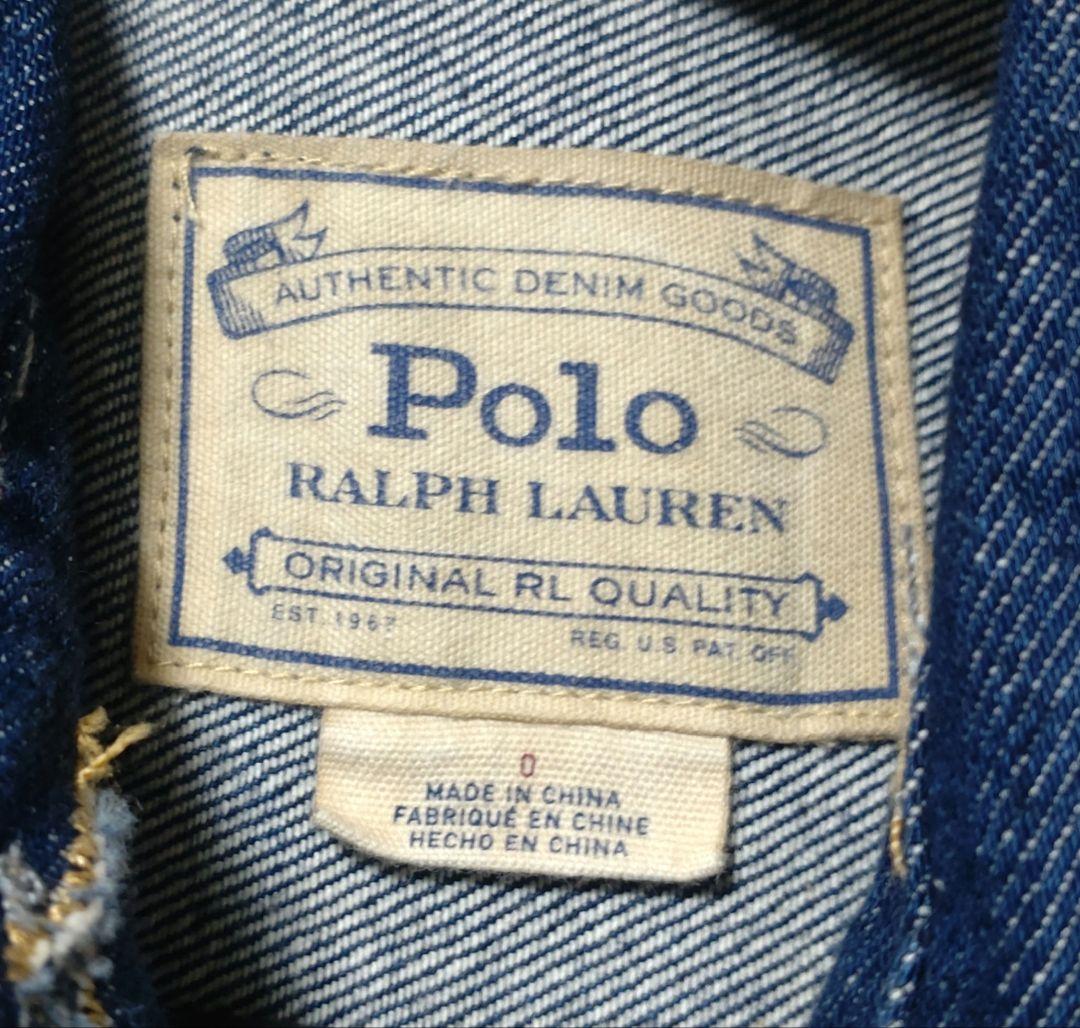 AUTHENTIC DENIM GOODS
Polo
RALPH LAUREN
ORIGINAL RL QUALITY
EST. 1967
REG. U.S. PAT. OFF
0
MADE IN CHINA
FABRIQUÉ EN CHINE
HECHO EN CHINA